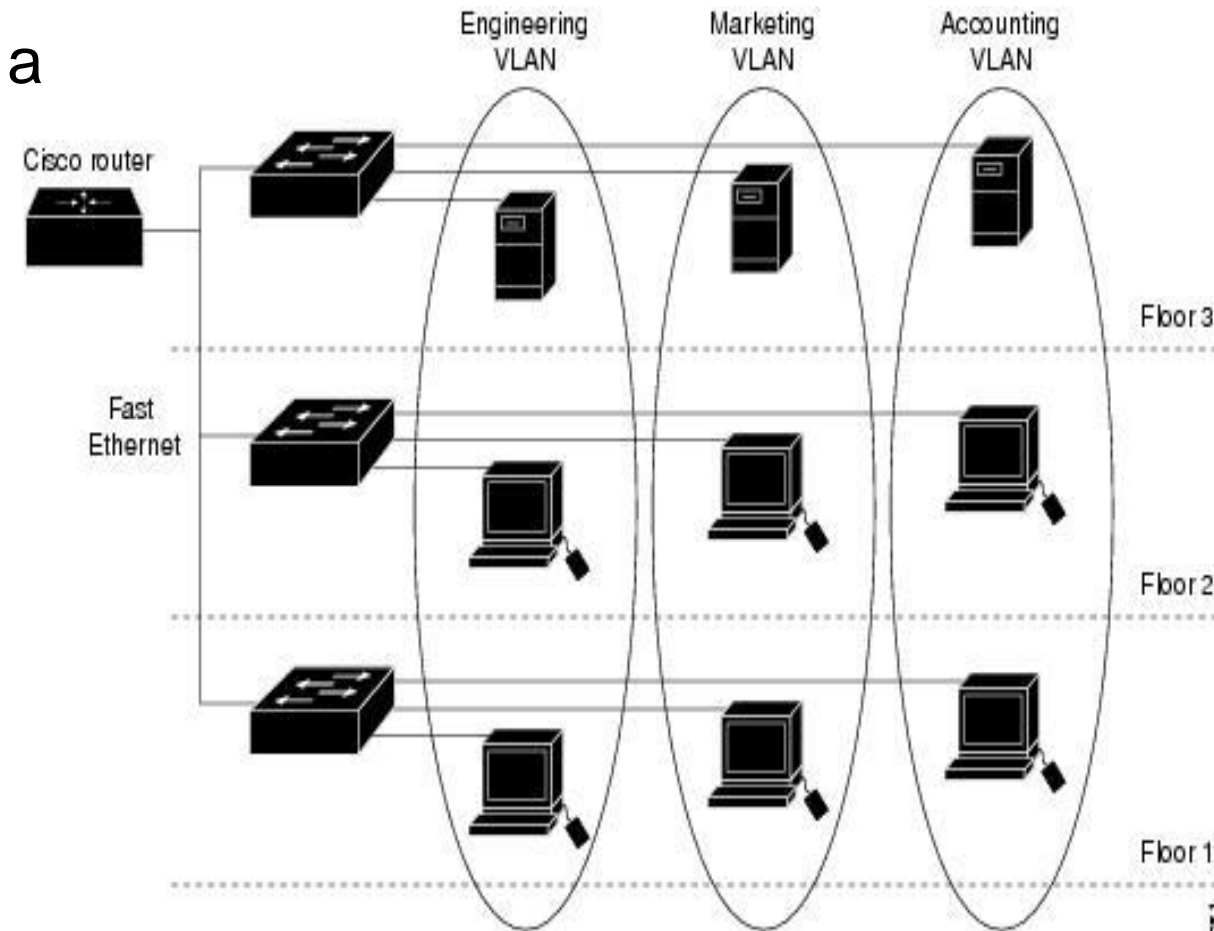 a
Engineering
VLAN
Marketing
VLAN
Accounting
VLAN
Cisco router
Floor 3
Fast
Ethernet
Floor 2
Floor 1